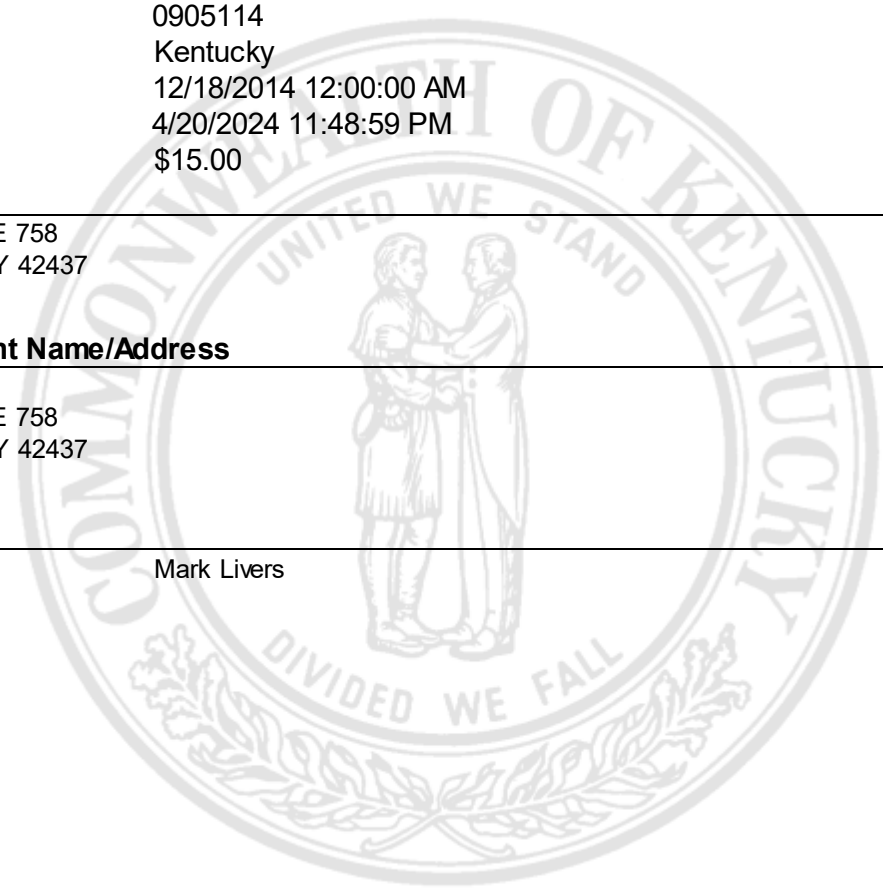 0905114
Kentucky
12/18/2014 12:00:00 AM
4/20/2024 11:48:59 PM
$15.00
E 758
Y 42437
nt Name/Address
E 758
Y 42437
Mark Livers
COMMONWEALTH OF KENTUCKY
UNITED WE STAND
DIVIDED WE FALL